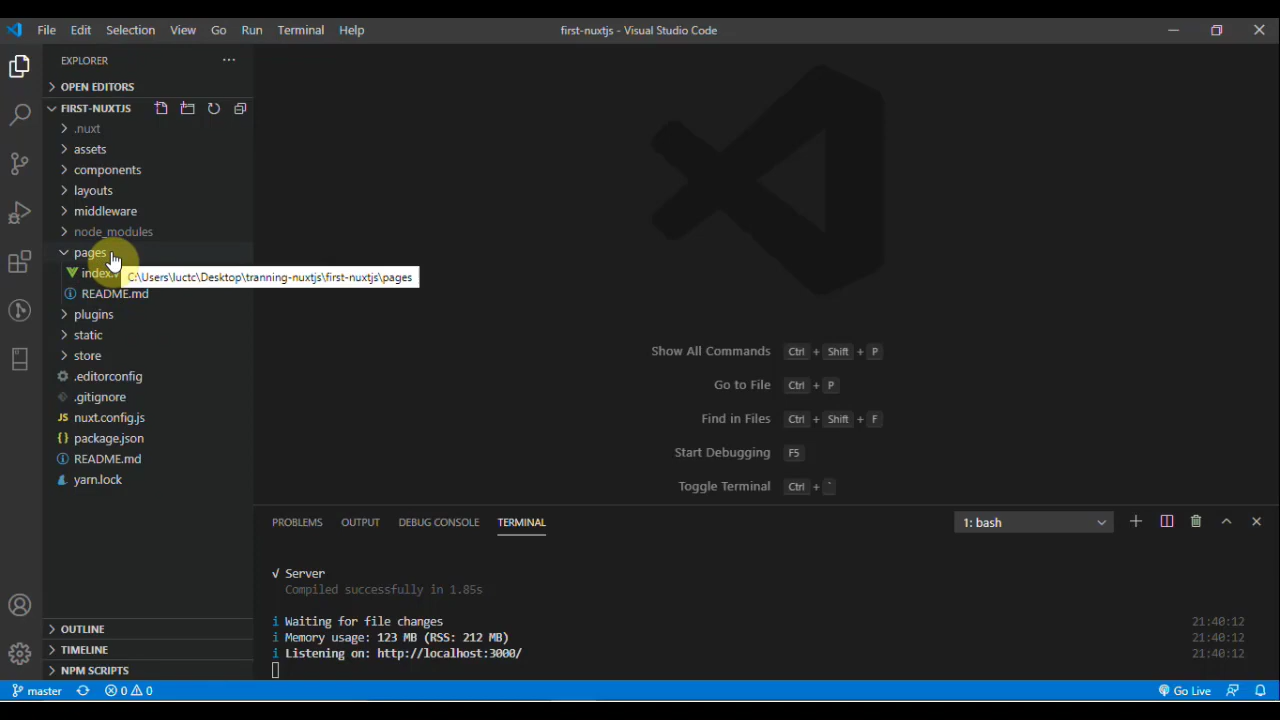 File Edit Selection View Go Run Terminal Help
first-nuxtjs - Visual Studio Code
EXPLORER
OPEN EDITORS
FIRST-NUXTJS
.nuxt
assets
components
layouts
middleware
node_modules
pages
C:\Users\luctc\Desktop\tranning-nuxtjs\first-nuxtjs\pages
README.md
plugins
static
store
.editorconfig
.gitignore
JS nuxt.config.js
{} package.json
README.md
yarn.lock
OUTLINE
TIMELINE
NPM SCRIPTS
Show All Commands Ctrl + Shift + P
Go to File Ctrl + P
Find in Files Ctrl + Shift + F
Start Debugging F5
Toggle Terminal Ctrl + `
PROBLEMS OUTPUT DEBUG CONSOLE TERMINAL
1: bash
√ Server
Compiled successfully in 1.85s
i Waiting for file changes 21:40:12
i Memory usage: 123 MB (RSS: 212 MB) 21:40:12
i Listening on: http://localhost:3000/ 21:40:12
master 0 0 Go Live